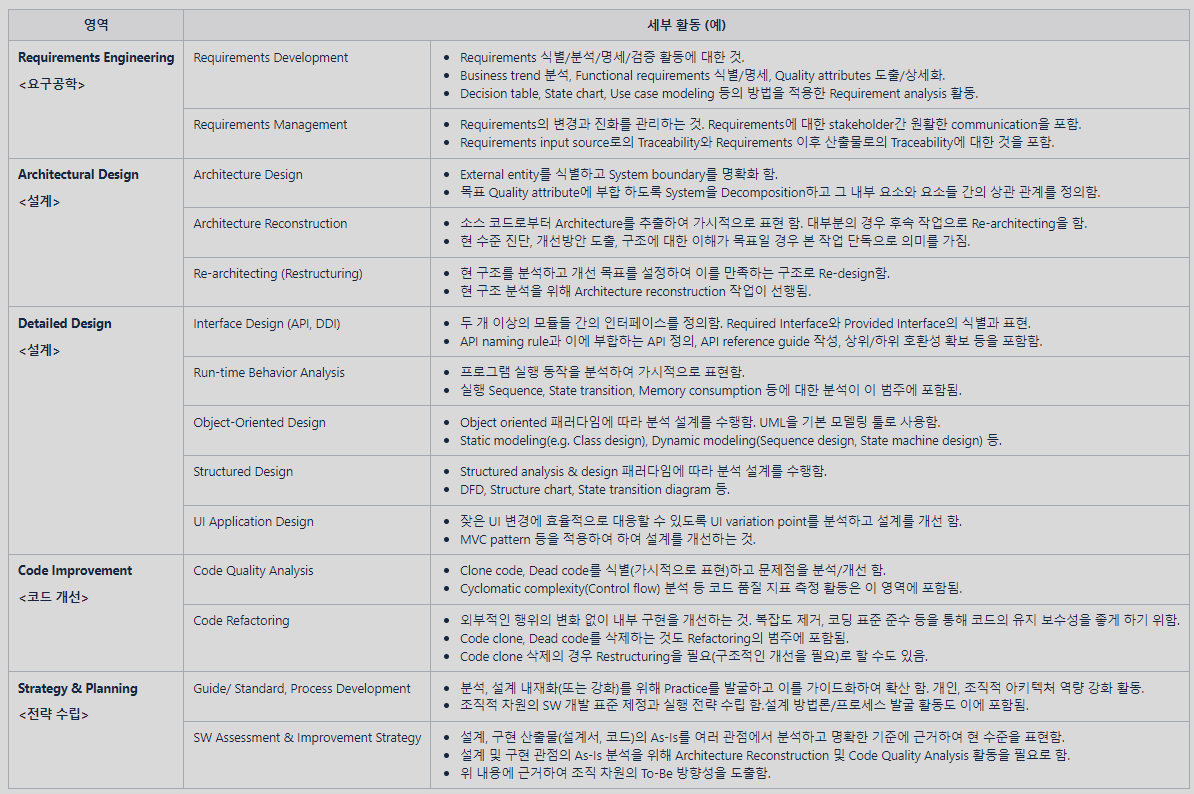 영역
세부 활동 (예)
Requirements Engineering
<요구공학>
Requirements Development
• Requirements 식별/분석/명세/검증 활동에 대한 것.
• Business trend 분석, Functional requirements 식별/명세, Quality attributes 도출/상세화.
• Decision table, State chart, Use case modeling 등의 방법을 적용한 Requirement analysis 활동.
Requirements Management
• Requirements의 변경과 진화를 관리하는 것. Requirements에 대한 stakeholder간 원활한 communication을 포함.
• Requirements input source로의 Traceability와 Requirements 이후 산출물로의 Traceability에 대한 것을 포함.
Architectural Design
<설계>
Architecture Design
• External entity를 식별하고 System boundary를 명확화 함.
• 목표 Quality attribute에 부합 하도록 System을 Decomposition하고 그 내부 요소와 요소들 간의 상관 관계를 정의함.
Architecture Reconstruction
• 소스 코드로부터 Architecture를 추출하여 가시적으로 표현 함. 대부분의 경우 후속 작업으로 Re-architecting을 함.
• 현 수준 진단, 개선방안 도출, 구조에 대한 이해가 목표일 경우 본 작업 단독으로 의미를 가짐.
Re-architecting (Restructuring)
• 현 구조를 분석하고 개선 목표를 설정하여 이를 만족하는 구조로 Re-design함.
• 현 구조 분석을 위해 Architecture reconstruction 작업이 선행됨.
Detailed Design
<설계>
Interface Design (API, DDI)
• 두 개 이상의 모듈들 간의 인터페이스를 정의함. Required Interface와 Provided Interface의 식별과 표현.
• API naming rule과 이에 부합하는 API 정의, API reference guide 작성, 상위/하위 호환성 확보 등을 포함함.
Run-time Behavior Analysis
• 프로그램 실행 동작을 분석하여 가시적으로 표현함.
• 실행 Sequence, State transition, Memory consumption 등에 대한 분석이 이 범주에 포함됨.
Object-Oriented Design
• Object oriented 패러다임에 따라 분석 설계를 수행함. UML을 기본 모델링 툴로 사용함.
• Static modeling(e.g. Class design), Dynamic modeling(Sequence design, State machine design) 등.
Structured Design
• Structured analysis & design 패러다임에 따라 분석 설계를 수행함.
• DFD, Structure chart, State transition diagram 등.
UI Application Design
• 잦은 UI 변경에 효율적으로 대응할 수 있도록 UI variation point를 분석하고 설계를 개선 함.
• MVC pattern 등을 적용하여 하여 설계를 개선하는 것.
Code Improvement
<코드 개선>
Code Quality Analysis
• Clone code, Dead code를 식별(가시적으로 표현)하고 문제점을 분석/개선 함.
• Cyclomatic complexity(Control flow) 분석 등 코드 품질 지표 측정 활동은 이 영역에 포함됨.
Code Refactoring
• 외부적인 행위의 변화 없이 내부 구현을 개선하는 것. 복잡도 제거, 코딩 표준 준수 등을 통해 코드의 유지 보수성을 좋게 하기 위함.
• Code clone, Dead code를 삭제하는 것도 Refactoring의 범주에 포함됨.
• Code clone 삭제의 경우 Restructuring을 필요(구조적인 개선을 필요)로 할 수도 있음.
Strategy & Planning
<전략 수립>
Guide/ Standard, Process Development
• 분석, 설계 내재화(또는 강화)를 위해 Practice를 발굴하고 이를 가이드화하여 확산 함. 개인, 조직적 아키텍처 역량 강화 활동.
• 조직적 차원의 SW 개발 표준 제정과 실행 전략 수립 함.설계 방법론/프로세스 발굴 활동도 이에 포함됨.
SW Assessment & Improvement Strategy
• 설계, 구현 산출물(설계서, 코드)의 As-Is를 여러 관점에서 분석하고 명확한 기준에 근거하여 현 수준을 표현함.
• 설계 및 구현 관점의 As-Is 분석을 위해 Architecture Reconstruction 및 Code Quality Analysis 활동을 필요로 함.
• 위 내용에 근거하여 조직 차원의 To-Be 방향성을 도출함.